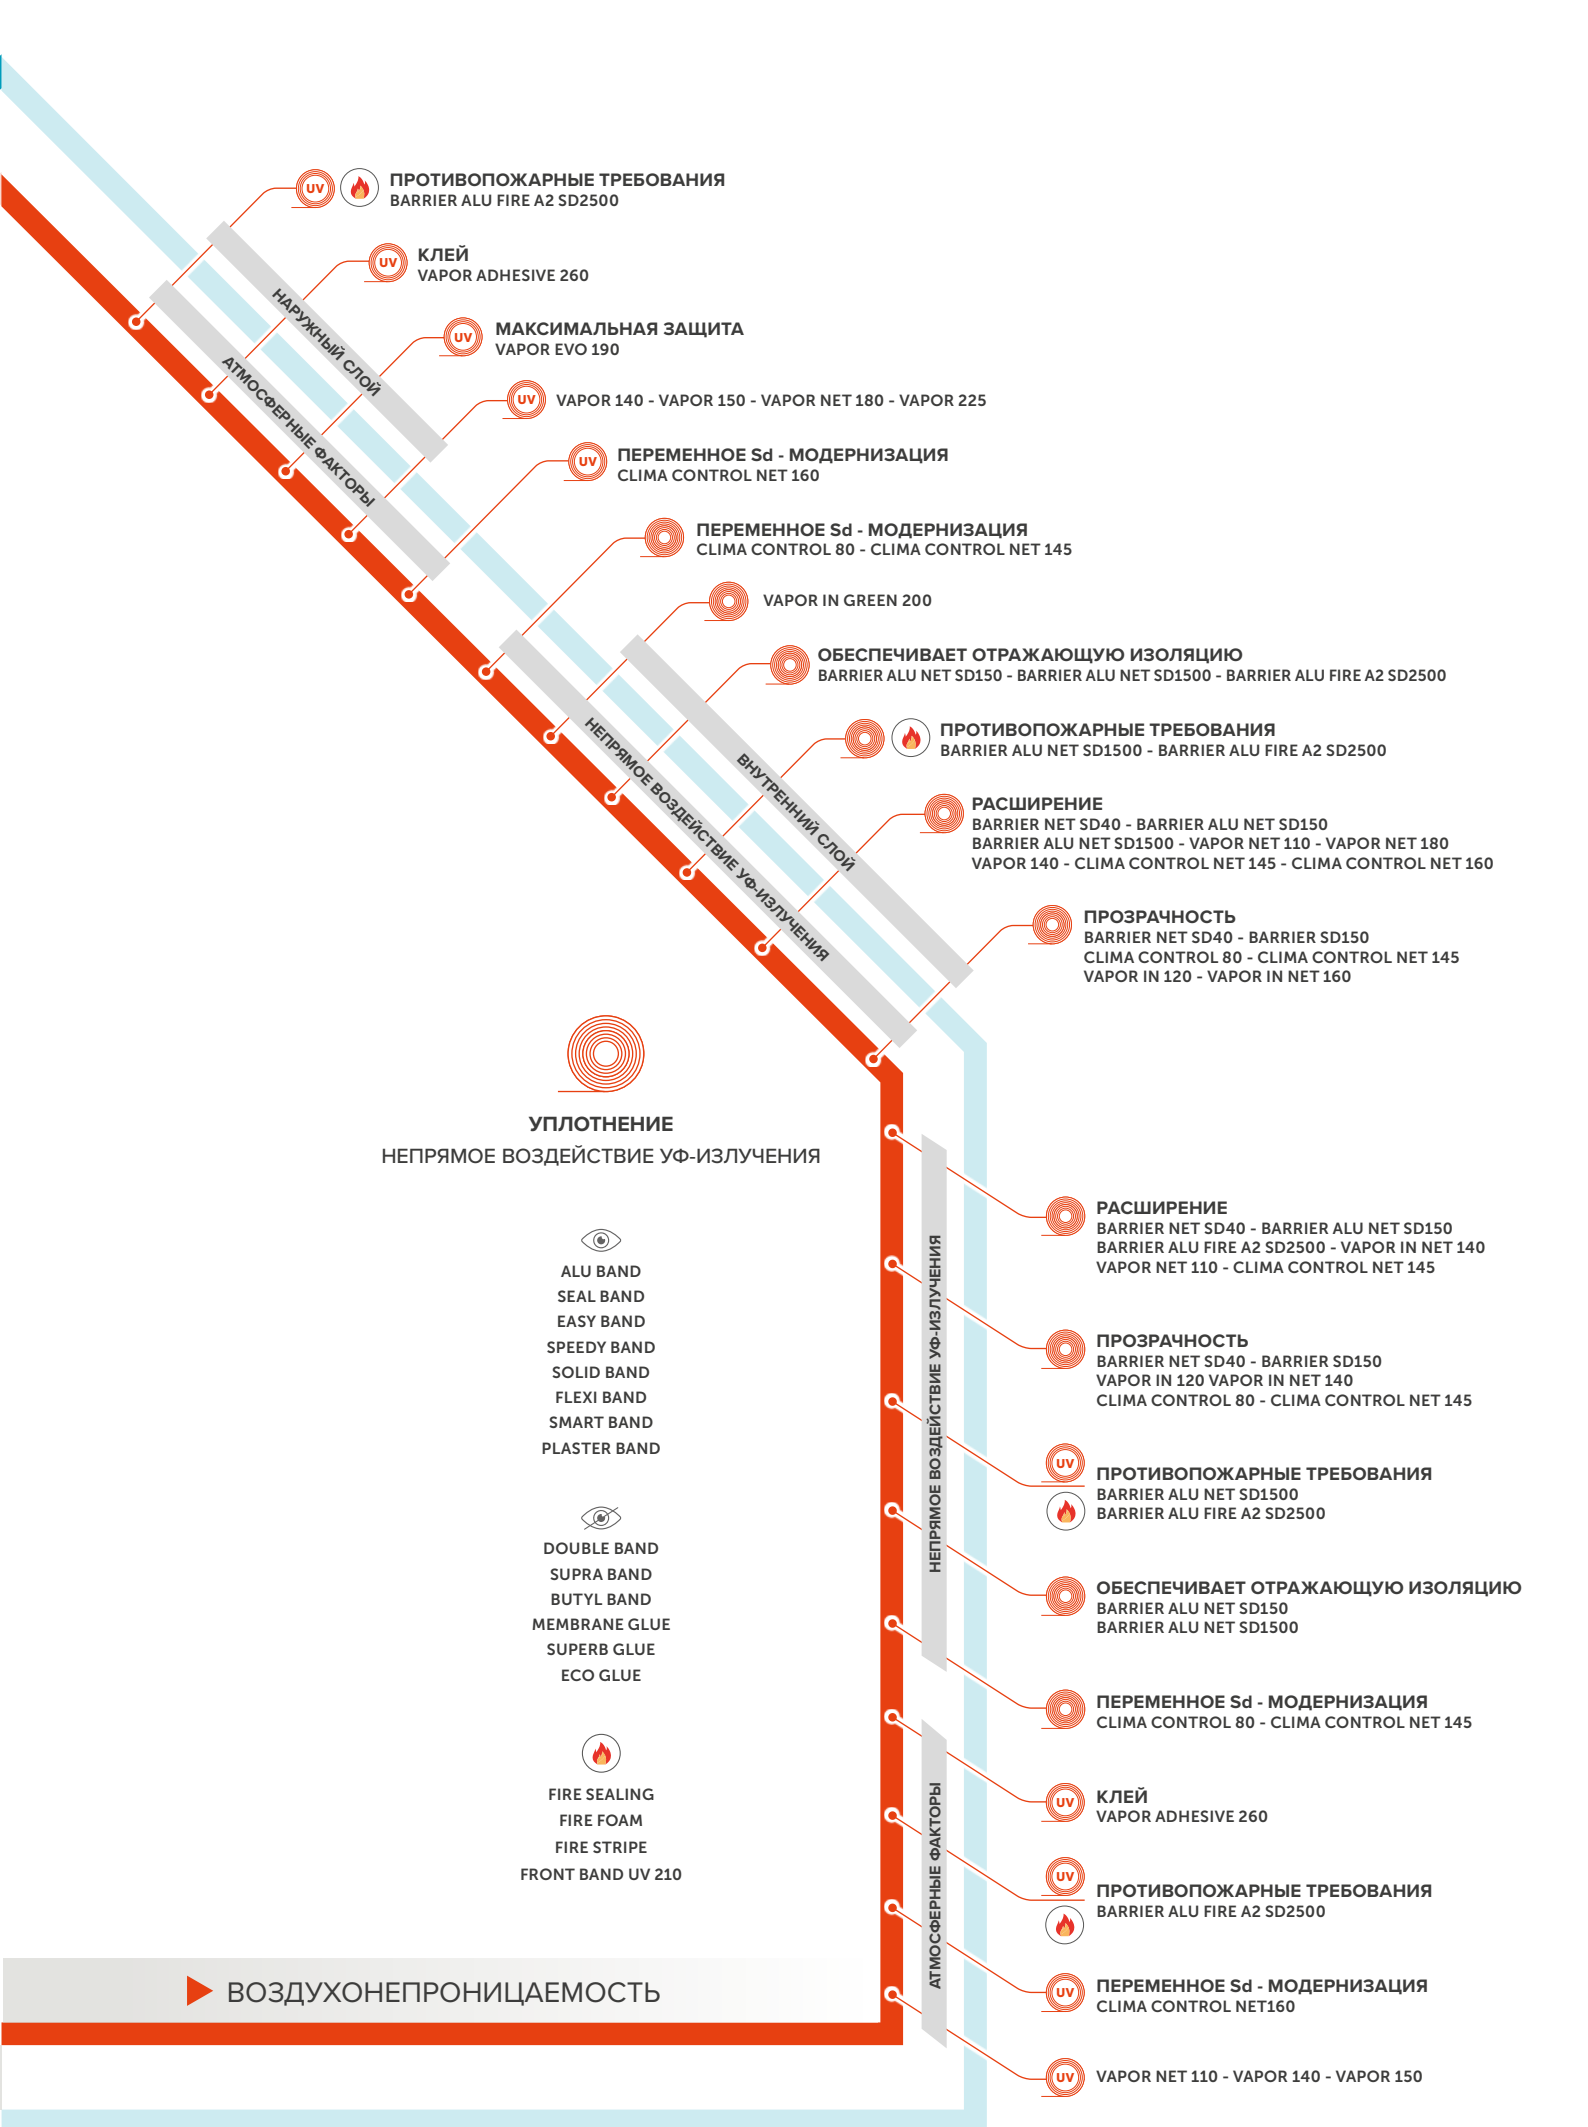 UV
ПРОТИВОПОЖАРНЫЕ ТРЕБОВАНИЯ
BARRIER ALU FIRE A2 SD2500
UV
КЛЕЙ
VAPOR ADHESIVE 260
НАРУЖНЫЙ СЛОЙ
АТМОСФЕРНЫЕ ФАКТОРЫ
UV
МАКСИМАЛЬНАЯ ЗАЩИТА
VAPOR EVO 190
UV
VAPOR 140 - VAPOR 150 - VAPOR NET 180 - VAPOR 225
UV
ПЕРЕМЕННОЕ Sd - МОДЕРНИЗАЦИЯ
CLIMA CONTROL NET 160
ПЕРЕМЕННОЕ Sd - МОДЕРНИЗАЦИЯ
CLIMA CONTROL 80 - CLIMA CONTROL NET 145
VAPOR IN GREEN 200
ОБЕСПЕЧИВАЕТ ОТРАЖАЮЩУЮ ИЗОЛЯЦИЮ
BARRIER ALU NET SD150 - BARRIER ALU NET SD1500 - BARRIER ALU FIRE A2 SD2500
НЕПРЯМОЕ ВОЗДЕЙСТВИЕ УФ-ИЗЛУЧЕНИЯ
ВНУТРЕННИЙ СЛОЙ
ПРОТИВОПОЖАРНЫЕ ТРЕБОВАНИЯ
BARRIER ALU NET SD1500 - BARRIER ALU FIRE A2 SD2500
РАСШИРЕНИЕ
BARRIER NET SD40 - BARRIER ALU NET SD150
BARRIER ALU NET SD1500 - VAPOR NET 110 - VAPOR NET 180
VAPOR 140 - CLIMA CONTROL NET 145 - CLIMA CONTROL NET 160
ПРОЗРАЧНОСТЬ
BARRIER NET SD40 - BARRIER SD150
CLIMA CONTROL 80 - CLIMA CONTROL NET 145
VAPOR IN 120 - VAPOR IN NET 160
УПЛОТНЕНИЕ
НЕПРЯМОЕ ВОЗДЕЙСТВИЕ УФ-ИЗЛУЧЕНИЯ
ALU BAND
SEAL BAND
EASY BAND
SPEEDY BAND
SOLID BAND
FLEXI BAND
SMART BAND
PLASTER BAND
DOUBLE BAND
SUPRA BAND
BUTYL BAND
MEMBRANE GLUE
SUPERB GLUE
ECO GLUE
FIRE SEALING
FIRE FOAM
FIRE STRIPE
FRONT BAND UV 210
ВОЗДУХОНЕПРОНИЦАЕМОСТЬ
НЕПРЯМОЕ ВОЗДЕЙСТВИЕ УФ-ИЗЛУЧЕНИЯ
РАСШИРЕНИЕ
BARRIER NET SD40 - BARRIER ALU NET SD150
BARRIER ALU FIRE A2 SD2500 - VAPOR IN NET 140
VAPOR NET 110 - CLIMA CONTROL NET 145
ПРОЗРАЧНОСТЬ
BARRIER NET SD40 - BARRIER SD150
VAPOR IN 120 VAPOR IN NET 140
CLIMA CONTROL 80 - CLIMA CONTROL NET 145
UV
ПРОТИВОПОЖАРНЫЕ ТРЕБОВАНИЯ
BARRIER ALU NET SD1500
BARRIER ALU FIRE A2 SD2500
ОБЕСПЕЧИВАЕТ ОТРАЖАЮЩУЮ ИЗОЛЯЦИЮ
BARRIER ALU NET SD150
BARRIER ALU NET SD1500
ПЕРЕМЕННОЕ Sd - МОДЕРНИЗАЦИЯ
CLIMA CONTROL 80 - CLIMA CONTROL NET 145
АТМОСФЕРНЫЕ ФАКТОРЫ
UV
КЛЕЙ
VAPOR ADHESIVE 260
UV
ПРОТИВОПОЖАРНЫЕ ТРЕБОВАНИЯ
BARRIER ALU FIRE A2 SD2500
UV
ПЕРЕМЕННОЕ Sd - МОДЕРНИЗАЦИЯ
CLIMA CONTROL NET160
UV
VAPOR NET 110 - VAPOR 140 - VAPOR 150